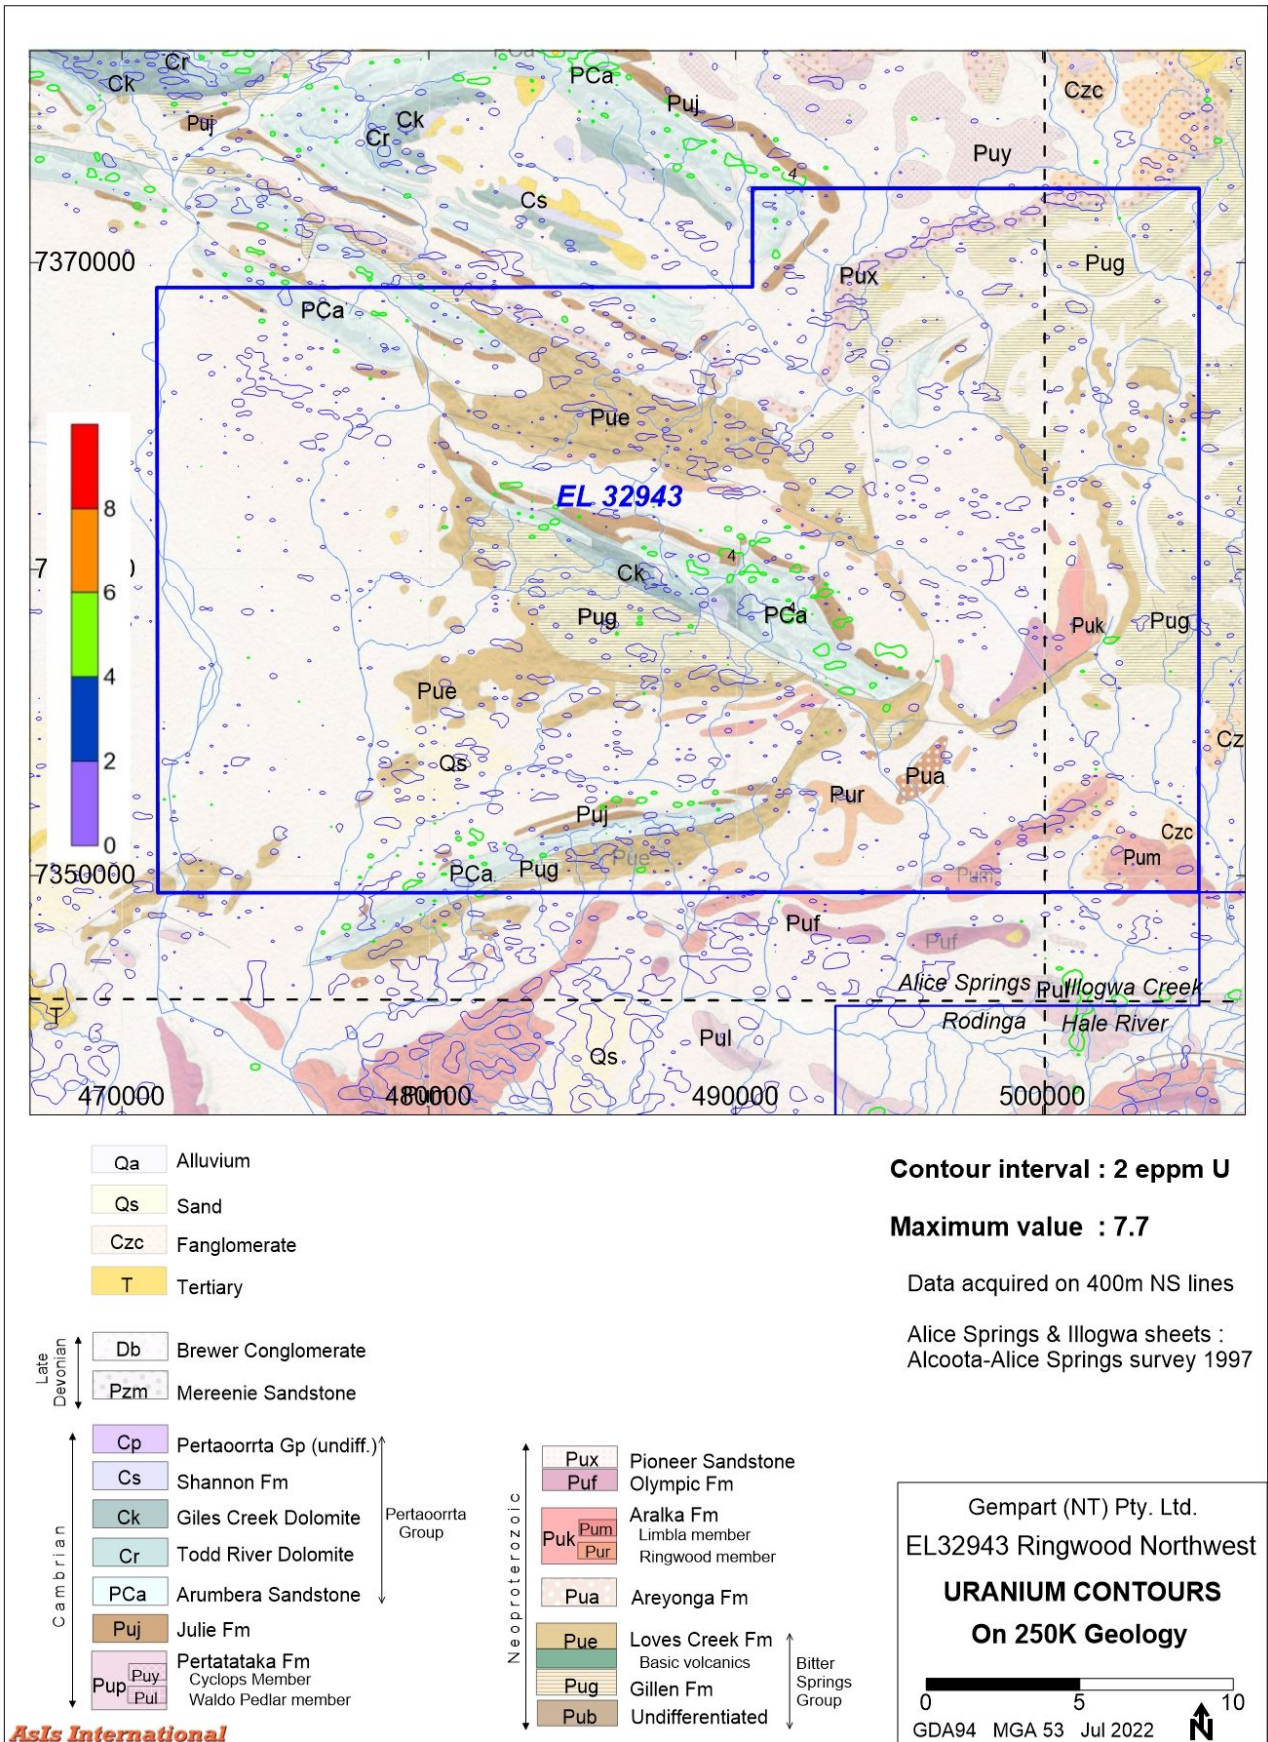 PCa
Cr
Ck
PCa
Puj
Czc
Puj
Ck
Cr
Puy
4
Cs
7370000
Pug
Pux
PCa
Pue
EL 32943
8
4
7
Ck
6
PCa
4
Pug
Puk
Pug
4
Pue
Cz
2
Qs
Pua
Pur
Puj
Czc
0
Pue
Pum
Pug
7350000
PCa
Pum
Puf
Puf
Alice Springs
Puf
Illogwa Creek
T
Rodinga
Hale River
Pul
Qs
470000
480000
490000
500000
Qa Alluvium
Qs Sand
Czc Fanglomerate
T Tertiary
Late Devonian
Db Brewer Conglomerate
Pzm Mereenie Sandstone
Cambrian
Cp Pertaoorrta Gp (undiff.)
Cs Shannon Fm
Ck Giles Creek Dolomite
Cr Todd River Dolomite
PCa Arumbera Sandstone
Pertaoorrta Group
Puj Julie Fm
Pup Pertatataka Fm
Puy Cyclops Member
Pul Waldo Pedlar member
Neoproterozoic
Pux Pioneer Sandstone
Puf Olympic Fm
Puk Aralka Fm
Pum Limbla member
Pur Ringwood member
Pua Areyonga Fm
Pue Loves Creek Fm
Basic volcanics
Pug Gillen Fm
Pub Undifferentiated
Bitter Springs Group
Contour interval : 2 eppm U
Maximum value : 7.7
Data acquired on 400m NS lines
Alice Springs & Illogwa sheets :
Alcoota-Alice Springs survey 1997
Gempart (NT) Pty. Ltd.
EL32943 Ringwood Northwest
URANIUM CONTOURS
On 250K Geology
0 5 10
GDA94 MGA 53 Jul 2022
N
AsIs International